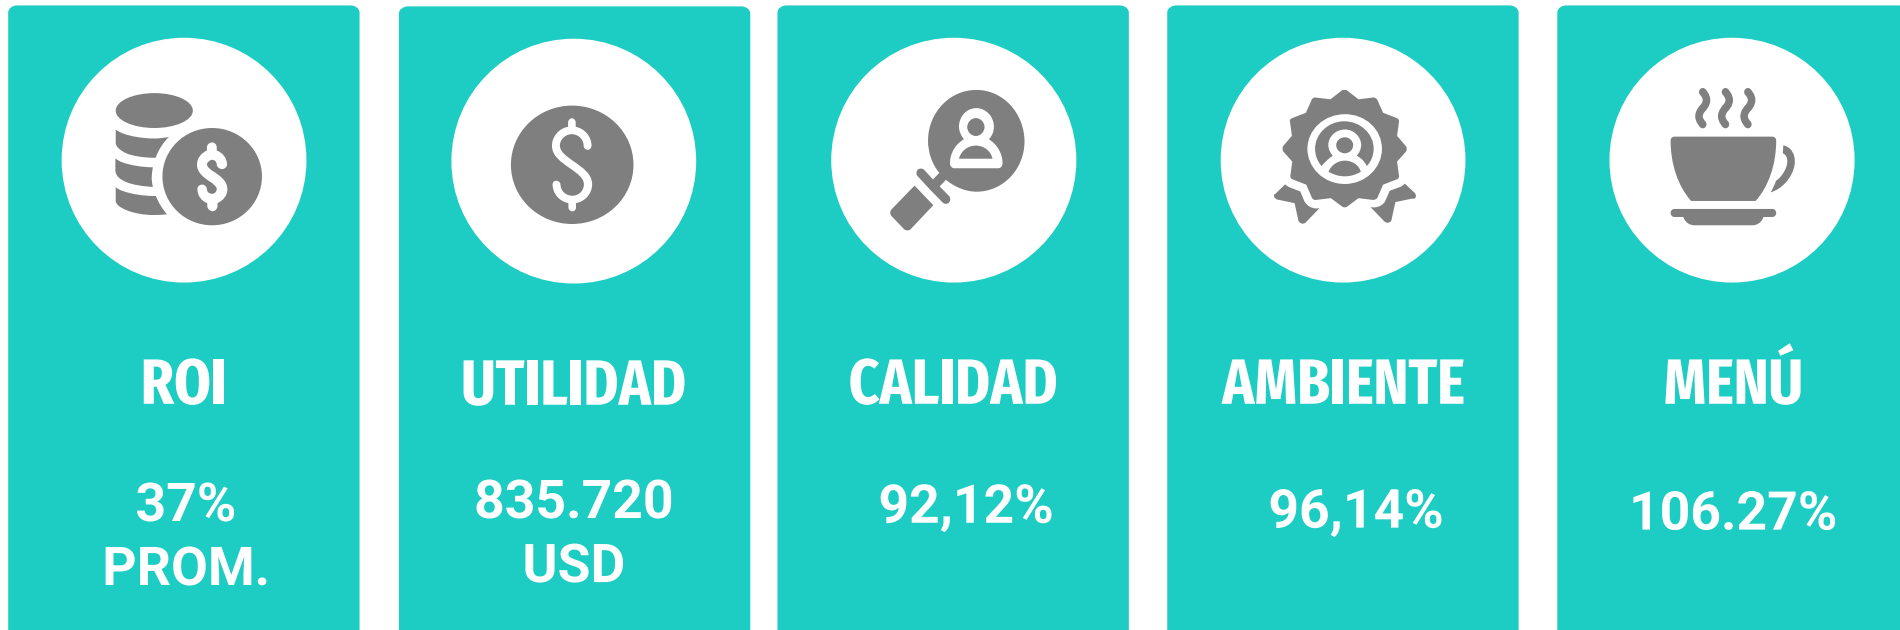 ROI
37%
PROM.
UTILIDAD
835.720
USD
CALIDAD
92,12%
AMBIENTE
96,14%
MENÚ
106.27%